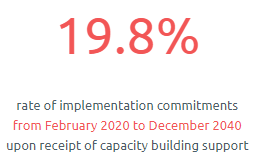 19.8%
rate of implementation commitments
from February 2020 to December 2040
upon receipt of capacity building support